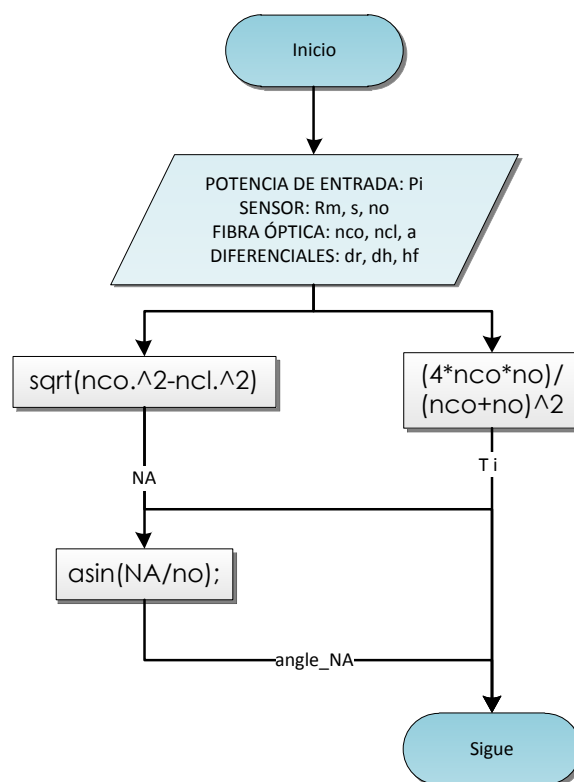 Inicio
POTENCIA DE ENTRADA: Pi
SENSOR: Rm, s, no
FIBRA ÓPTICA: nco, ncl, a
DIFERENCIALES: dr, dh, hf
sqrt(nco.^2-ncl.^2)
(4*nco*no)/
(nco+no)^2
NA
T i
asin(NA/no);
angle_NA
Sigue